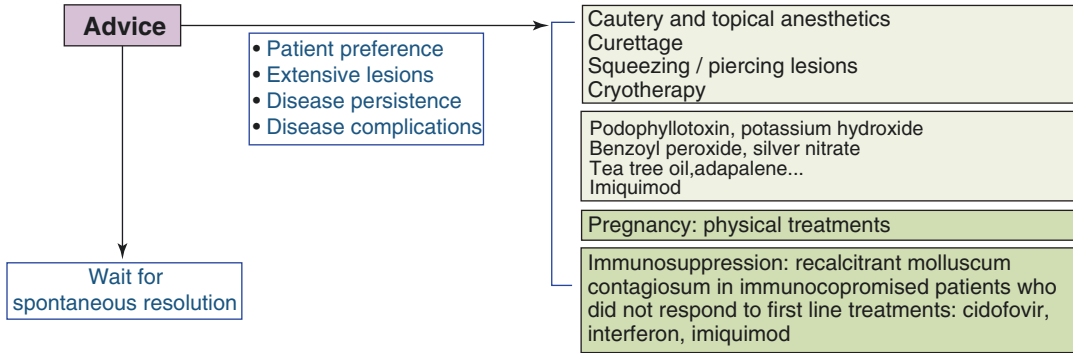 Advice
• Patient preference
• Extensive lesions
• Disease persistence
• Disease complications
Wait for
spontaneous resolution
Cautery and topical anesthetics
Curettage
Squeezing / piercing lesions
Cryotherapy
Podophyllotoxin, potassium hydroxide
Benzoyl peroxide, silver nitrate
Tea tree oil,adapalene...
Imiquimod
Pregnancy: physical treatments
Immunosuppression: recalcitrant molluscum
contagiosum in immunocopromised patients who
did not respond to first line treatments: cidofovir,
interferon, imiquimod